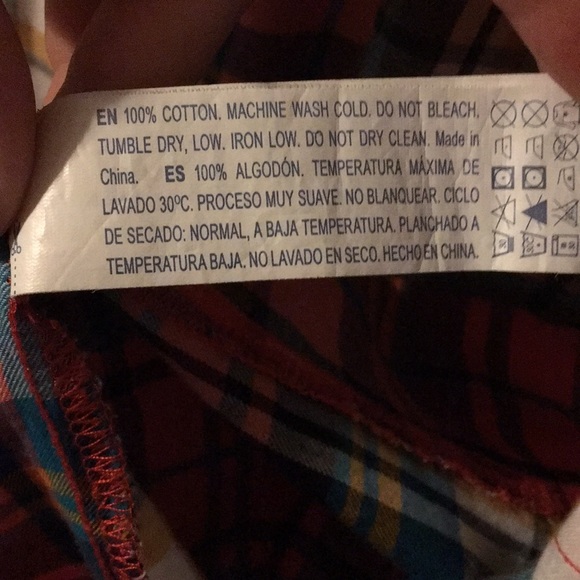 EN 100% COTTON. MACHINE WASH COLD. DO NOT BLEACH.
TUMBLE DRY, LOW. IRON LOW. DO NOT DRY CLEAN. Made in
China. ES 100% ALGODÓN. TEMPERATURA MÁXIMA DE
LAVADO 30ºC. PROCESO MUY SUAVE. NO BLANQUEAR. CICLO
DE SECADO: NORMAL, A BAJA TEMPERATURA. PLANCHADO A
TEMPERATURA BAJA. NO LAVADO EN SECO. HECHO EN CHINA.